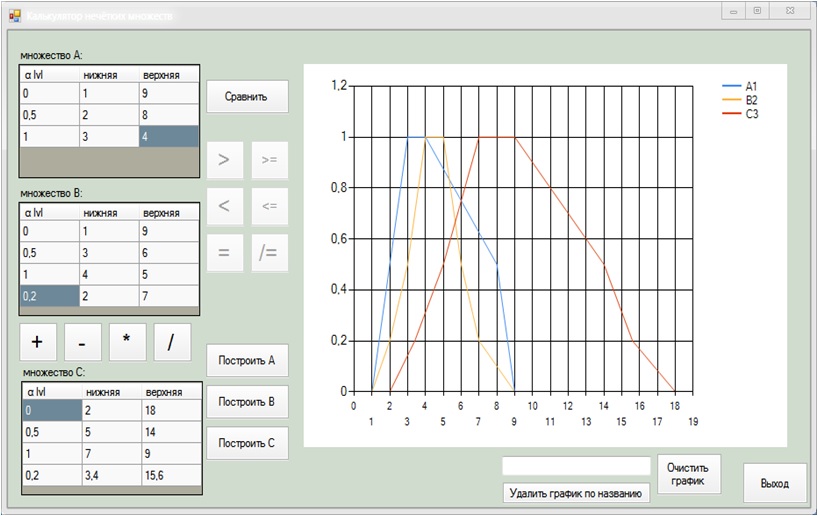 Калькулятор нечётких множеств
множество A:
α lvl нижняя верхняя
0 1 9
0,5 2 8
1 3 4
Сравнить
> >=
< <=
= /=
множество B:
α lvl нижняя верхняя
0 1 9
0,5 3 6
1 4 5
0,2 2 7
+ - * /
множество C:
α lvl нижняя верхняя
0 2 18
0,5 5 14
1 7 9
0,2 3,4 15,6
Построить A
Построить B
Построить C
1,2
1
0,8
0,6
0,4
0,2
0
0 2 4 6 8 10 12 14 16 18
1 3 5 7 9 11 13 15 17 19
A1
B2
C3
Удалить график по названию
Очистить
график
Выход